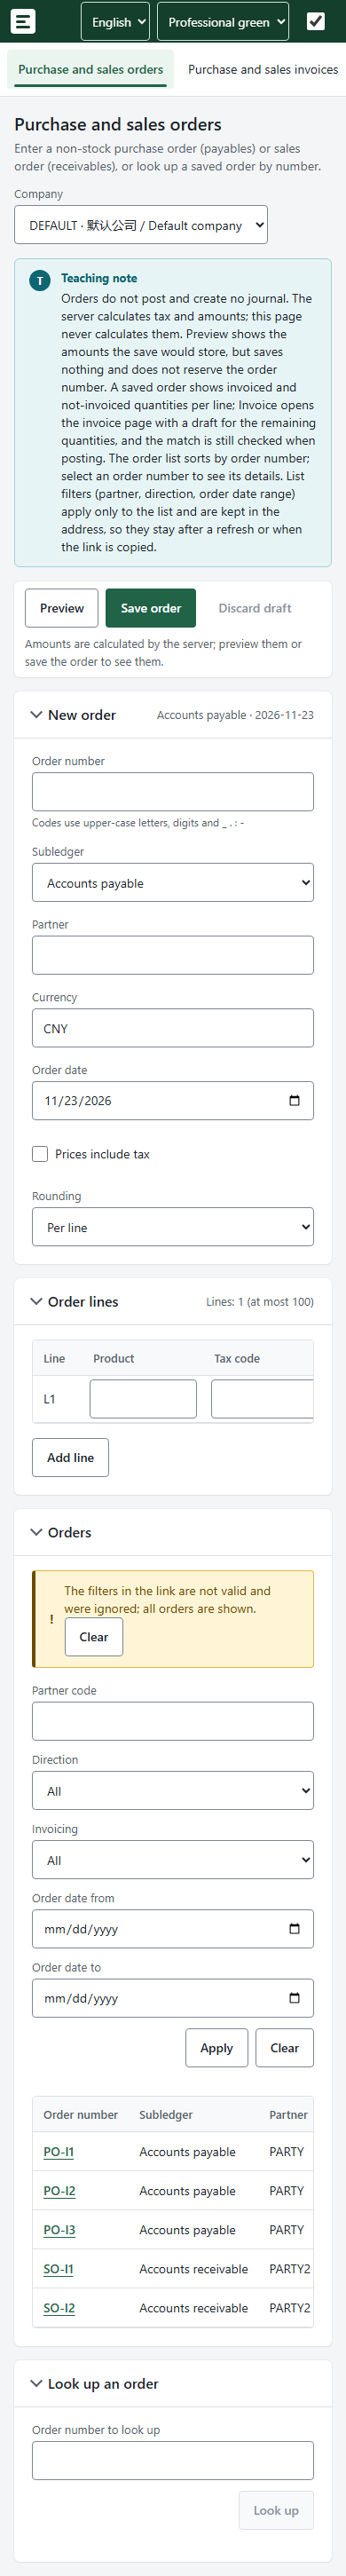 English
Professional green
Purchase and sales orders
Purchase and sales invoices
Purchase and sales orders
Enter a non-stock purchase order (payables) or sales
order (receivables), or look up a saved order by number.
Company
DEFAULT · 默认公司 / Default company
T
Teaching note
Orders do not post and create no journal. The
server calculates tax and amounts; this page
never calculates them. Preview shows the
amounts the save would store, but saves
nothing and does not reserve the order
number. A saved order shows invoiced and
not-invoiced quantities per line; Invoice opens
the invoice page with a draft for the remaining
quantities, and the match is still checked when
posting. The order list sorts by order number;
select an order number to see its details. List
filters (partner, direction, order date range)
apply only to the list and are kept in the
address, so they stay after a refresh or when
the link is copied.
Preview
Save order
Discard draft
Amounts are calculated by the server; preview them or
save the order to see them.
New order
Accounts payable · 2026-11-23
Order number
Codes use upper-case letters, digits and _ . : -
Subledger
Accounts payable
Partner
Currency
CNY
Order date
11/23/2026
Prices include tax
Rounding
Per line
Order lines
Lines: 1 (at most 100)
Line Product Tax code
L1
Add line
Orders
!
The filters in the link are not valid and
were ignored; all orders are shown.
Clear
Partner code
Direction
All
Invoicing
All
Order date from
mm/dd/yyyy
Order date to
mm/dd/yyyy
Apply
Clear
Order number Subledger Partner
PO-I1 Accounts payable PARTY
PO-I2 Accounts payable PARTY
PO-I3 Accounts payable PARTY
SO-I1 Accounts receivable PARTY2
SO-I2 Accounts receivable PARTY2
Look up an order
Order number to look up
Look up